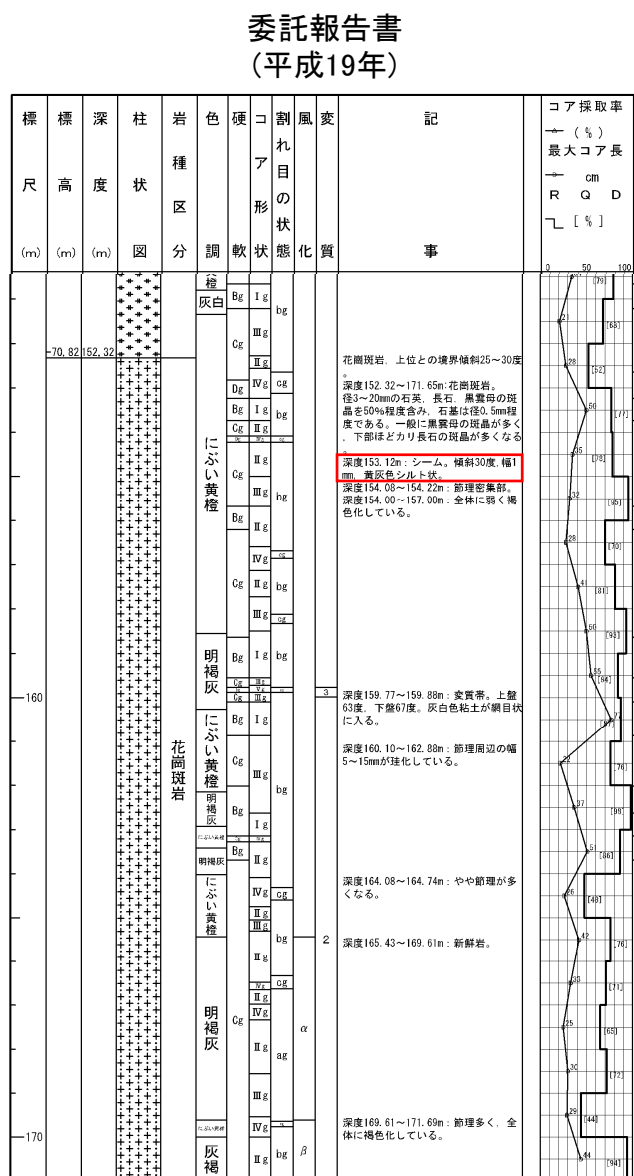 委託報告書
(平成19年)
標尺(m)
標高(m)
深度(m)
柱状図
岩種区分
色調
硬軟
コア形状
割れ目の状態
風化
変質
記事
コア採取率
(%)
最大コア長
cm
R Q D
[%]
0 50 100
橙
灰白
にぶい黄橙
明褐灰
にぶい黄橙
明褐灰
明褐灰
にぶい黄橙
明褐灰
灰褐
70.82 152.32
160
170
花崗斑岩
花崗斑岩. 上位との境界傾斜25~30度
。
深度152.32~171.65m:花崗斑岩。
径3~20mmの石英, 長石, 黒雲母の斑
晶を50%程度含み, 石基は径0.5mm程
度である。一般に黒雲母の斑晶が多く
, 下部ほどカリ長石の斑晶が多くなる
。
深度153.12m:シーム。傾斜30度,幅1
mm, 黄灰色シルト状。
深度154.08~154.22m:節理密集部。
深度154.00~157.00m:全体に弱く褐
色化している。
深度159.77~159.88m:変質帯。上盤
63度, 下盤67度。灰白色粘土が網目状
に入る。
深度160.10~162.88m:節理周辺の幅
5~15mmが珪化している。
深度164.08~164.74m:やや節理が多
くなる。
深度165.43~169.61m:新鮮岩。
深度169.61~171.69m:節理多く, 全
体に褐色化している。
Bg
Cg
Dg
Bg
Cg
Cg
Bg
Cg
Bg
Cg
Cg
Bg
Cg
Bg
Bg
Cg
Ⅰg
Ⅲg
Ⅱg
Ⅳg
Ⅰg
Ⅱg
Ⅱg
Ⅲg
Ⅱg
Ⅳg
Ⅱg
Ⅲg
Ⅰg
Ⅲg
Ⅴg
Ⅲg
Ⅰg
Ⅲg
Ⅰg
Ⅱg
Ⅳg
Ⅱg
Ⅲg
Ⅱg
Ⅳg
Ⅱg
Ⅳg
Ⅱg
Ⅲg
Ⅳg
Ⅱg
bg
cg
bg
bg
cg
bg
cg
bg
bg
cg
bg
cg
ag
bg
α
β
3
2
[79]
[63]
[52]
[77]
[78]
[95]
[70]
[81]
[93]
[84]
[76]
[98]
[86]
[48]
[76]
[71]
[65]
[72]
[44]
[94]
21
28
50
35
32
28
41
50
55
77
22
37
51
26
42
33
25
30
29
44